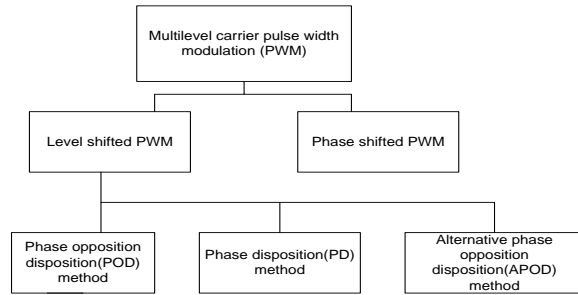 Multilevel carrier pulse width
modulation (PWM)
Level shifted PWM
Phase shifted PWM
Phase opposition
disposition(POD)
method
Phase disposition(PD)
method
Alternative phase
opposition
disposition(APOD)
method